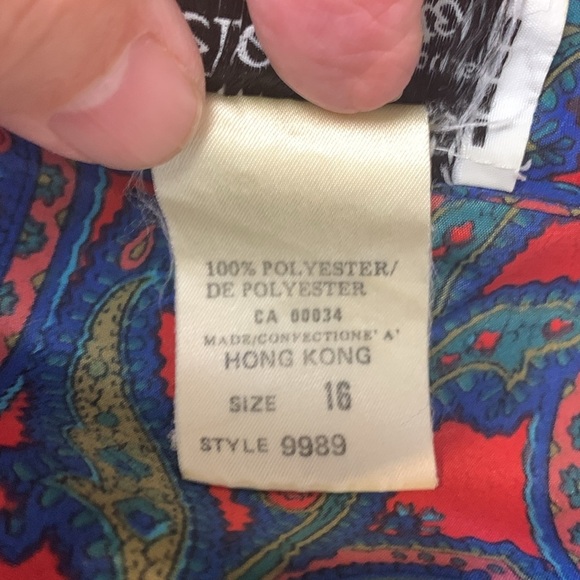 100% POLYESTER/
DE POLYESTER
CA 00034
MADE/CONFECTIONE' A'
HONG KONG
SIZE 16
STYLE 9989